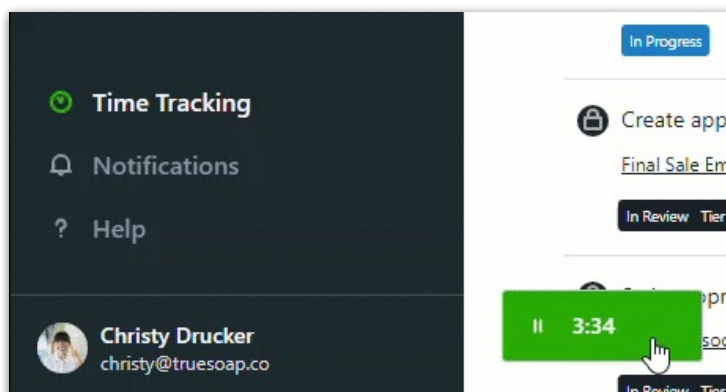 Time Tracking
Notifications
? Help
Christy Drucker
christy@truesoap.co
In Progress
Create app
Final Sale Em
In Review Tier
3:34
In Review Tier